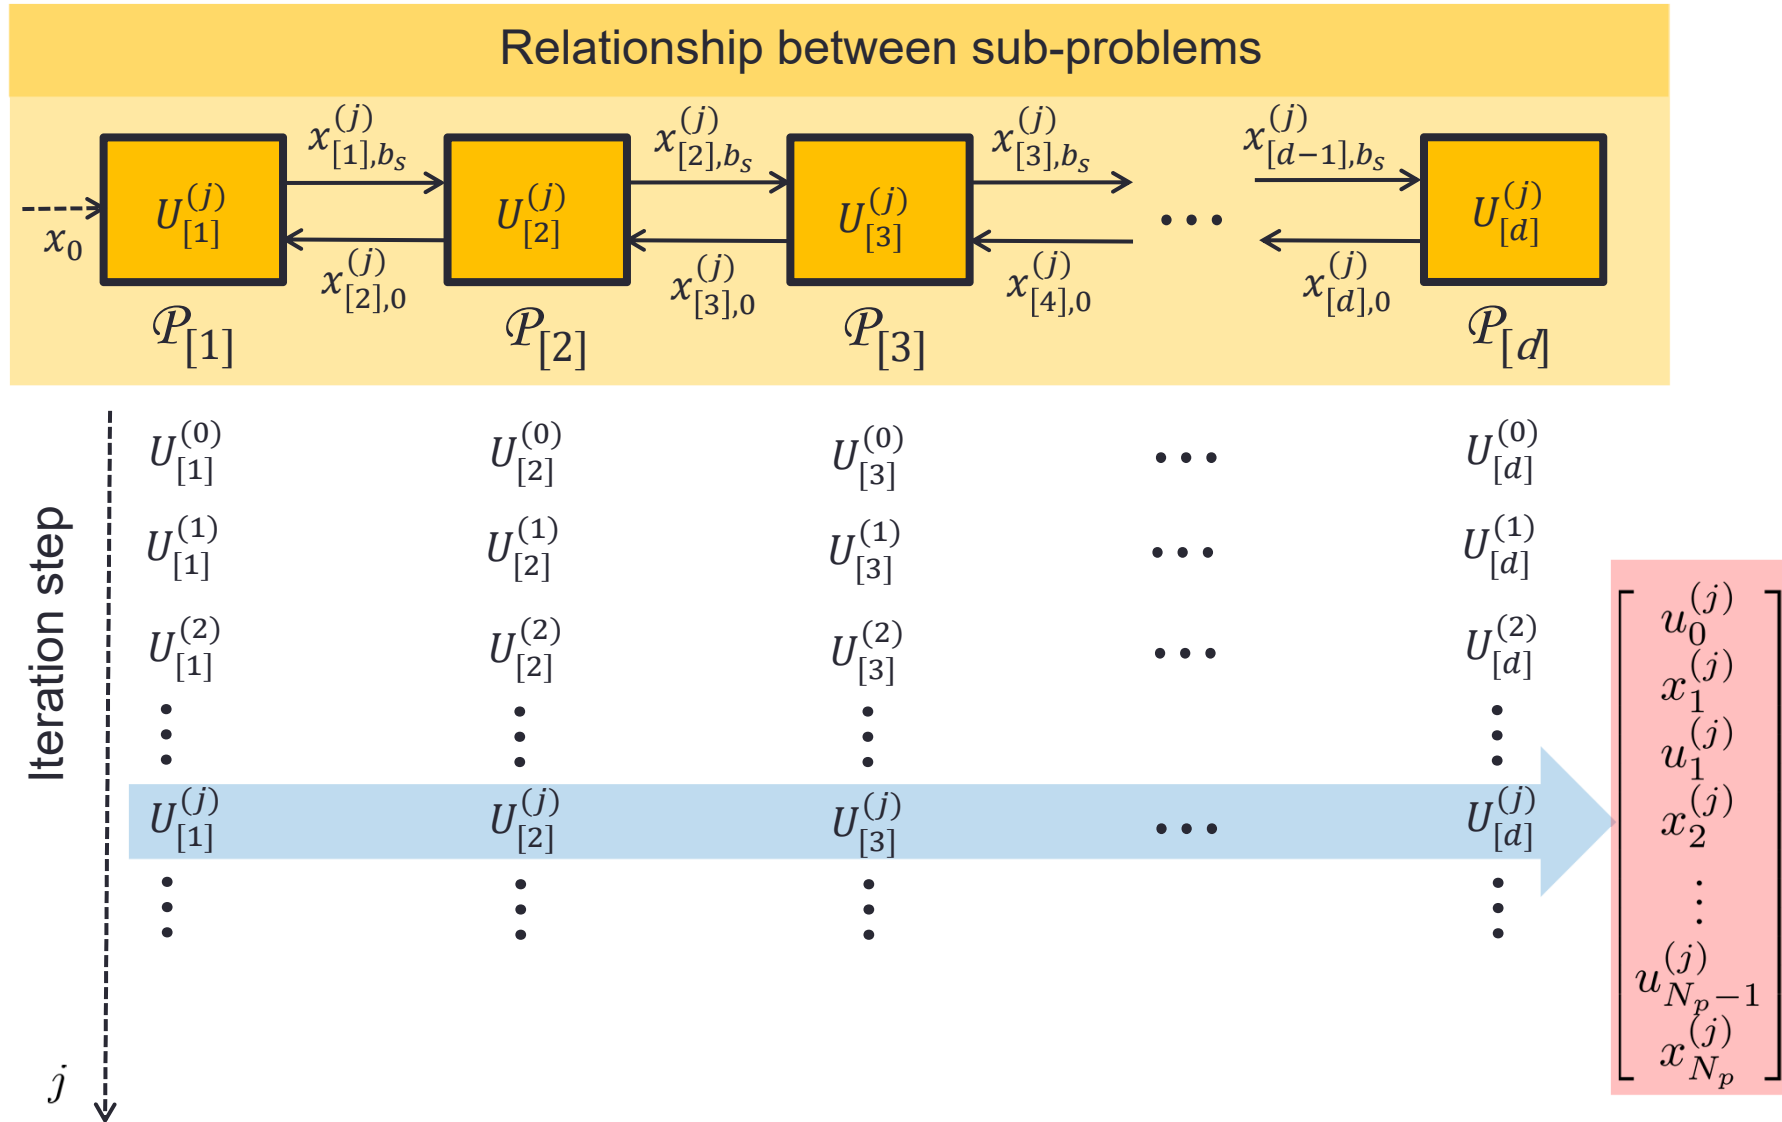 Relationship between sub-problems
x_{[1],b_s}^{(j)} x_{[2],b_s}^{(j)} x_{[3],b_s}^{(j)} x_{[d−1],b_s}^{(j)}
U_{[1]}^{(j)} U_{[2]}^{(j)} U_{[3]}^{(j)} ... U_{[d]}^{(j)}
x_0 x_{[2],0}^{(j)} x_{[3],0}^{(j)} x_{[4],0}^{(j)} x_{[d],0}^{(j)}
𝒫_{[1]} 𝒫_{[2]} 𝒫_{[3]} 𝒫_{[d]}
U_{[1]}^{(0)} U_{[2]}^{(0)} U_{[3]}^{(0)} ... U_{[d]}^{(0)}
U_{[1]}^{(1)} U_{[2]}^{(1)} U_{[3]}^{(1)} ... U_{[d]}^{(1)}
U_{[1]}^{(2)} U_{[2]}^{(2)} U_{[3]}^{(2)} ... U_{[d]}^{(2)}
⋮ ⋮ ⋮ ⋮
U_{[1]}^{(j)} U_{[2]}^{(j)} U_{[3]}^{(j)} ... U_{[d]}^{(j)}
⋮ ⋮ ⋮ ⋮
Iteration step
j
u_0^{(j)}
x_1^{(j)}
u_1^{(j)}
x_2^{(j)}
⋮
u_{N_p−1}^{(j)}
x_{N_p}^{(j)}